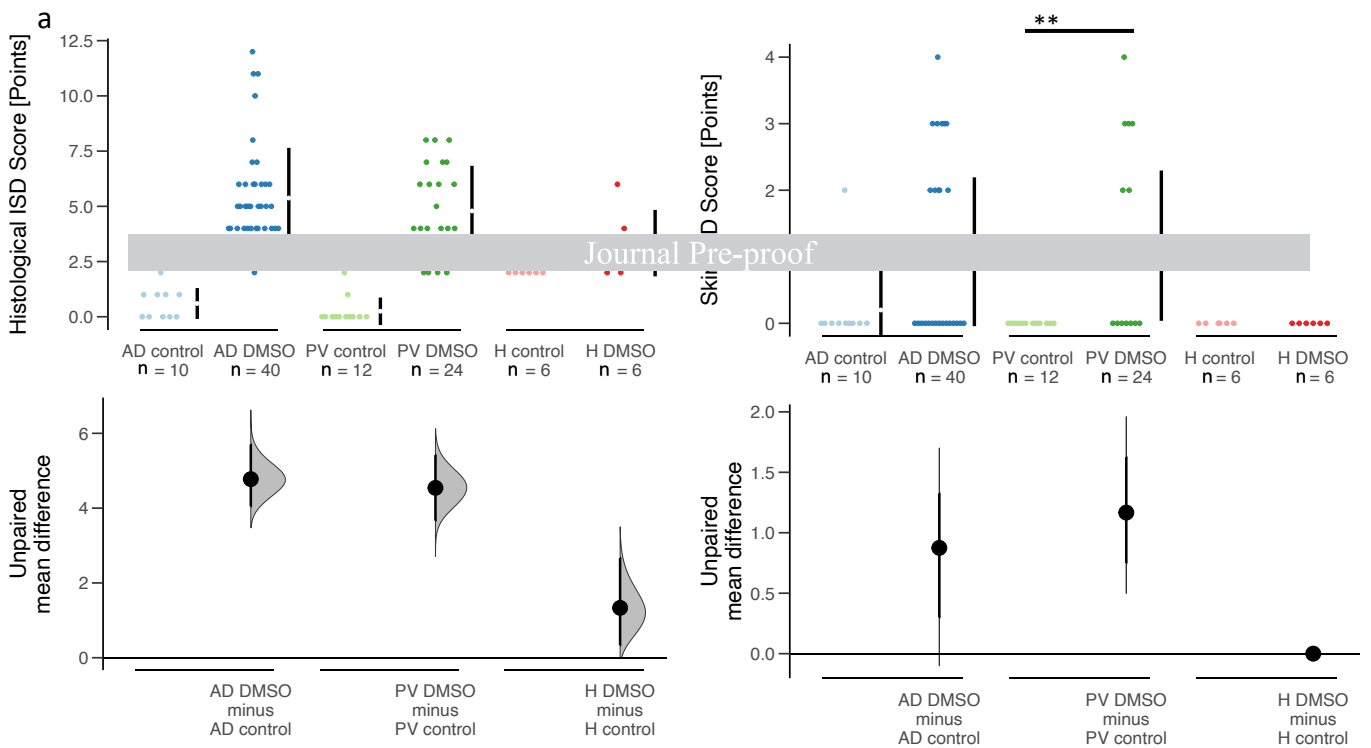 a
Histological ISD Score [Points]
12.5
10.0
7.5
5.0
2.5
0.0
AD control
n = 10
AD DMSO
n = 40
PV control
n = 12
PV DMSO
n = 24
H control
n = 6
H DMSO
n = 6
**
Skin
D Score [Points]
4
3
2
0
AD control
n = 10
AD DMSO
n = 40
PV control
n = 12
PV DMSO
n = 24
H control
n = 6
H DMSO
n = 6
Journal Pre-proof
Unpaired
mean difference
6
4
2
0
AD DMSO
minus
AD control
PV DMSO
minus
PV control
H DMSO
minus
H control
Unpaired
mean difference
2.0
1.5
1.0
0.5
0.0
AD DMSO
minus
AD control
PV DMSO
minus
PV control
H DMSO
minus
H control